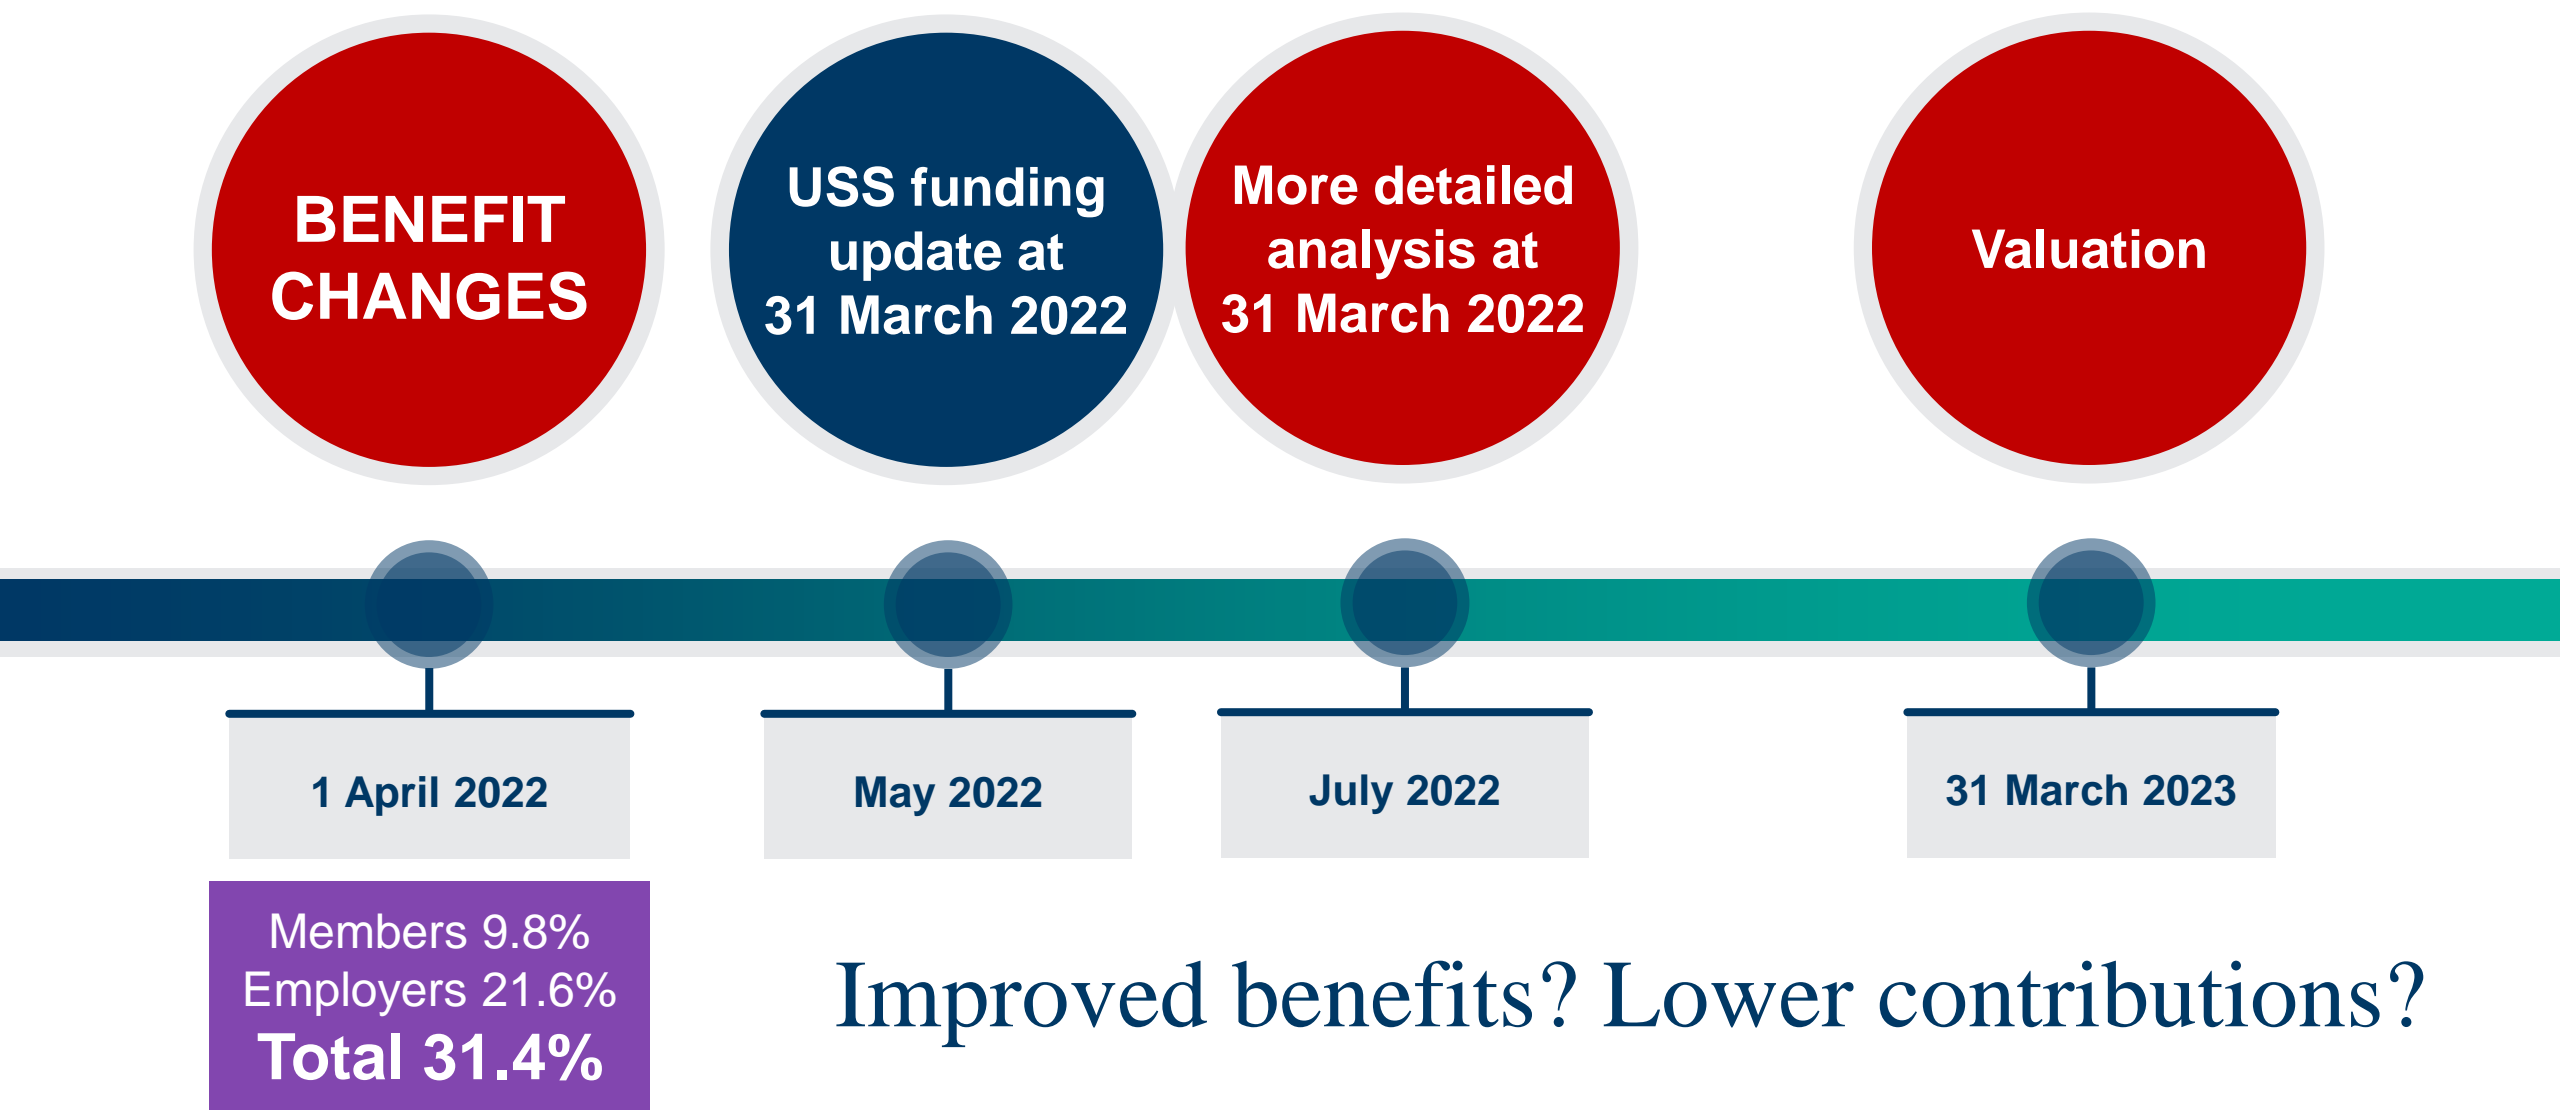 BENEFIT
CHANGES
USS funding
update at
31 March 2022
More detailed
analysis at
31 March 2022
Valuation
1 April 2022
May 2022
July 2022
31 March 2023
Members 9.8%
Employers 21.6%
Total 31.4%
Improved benefits? Lower contributions?